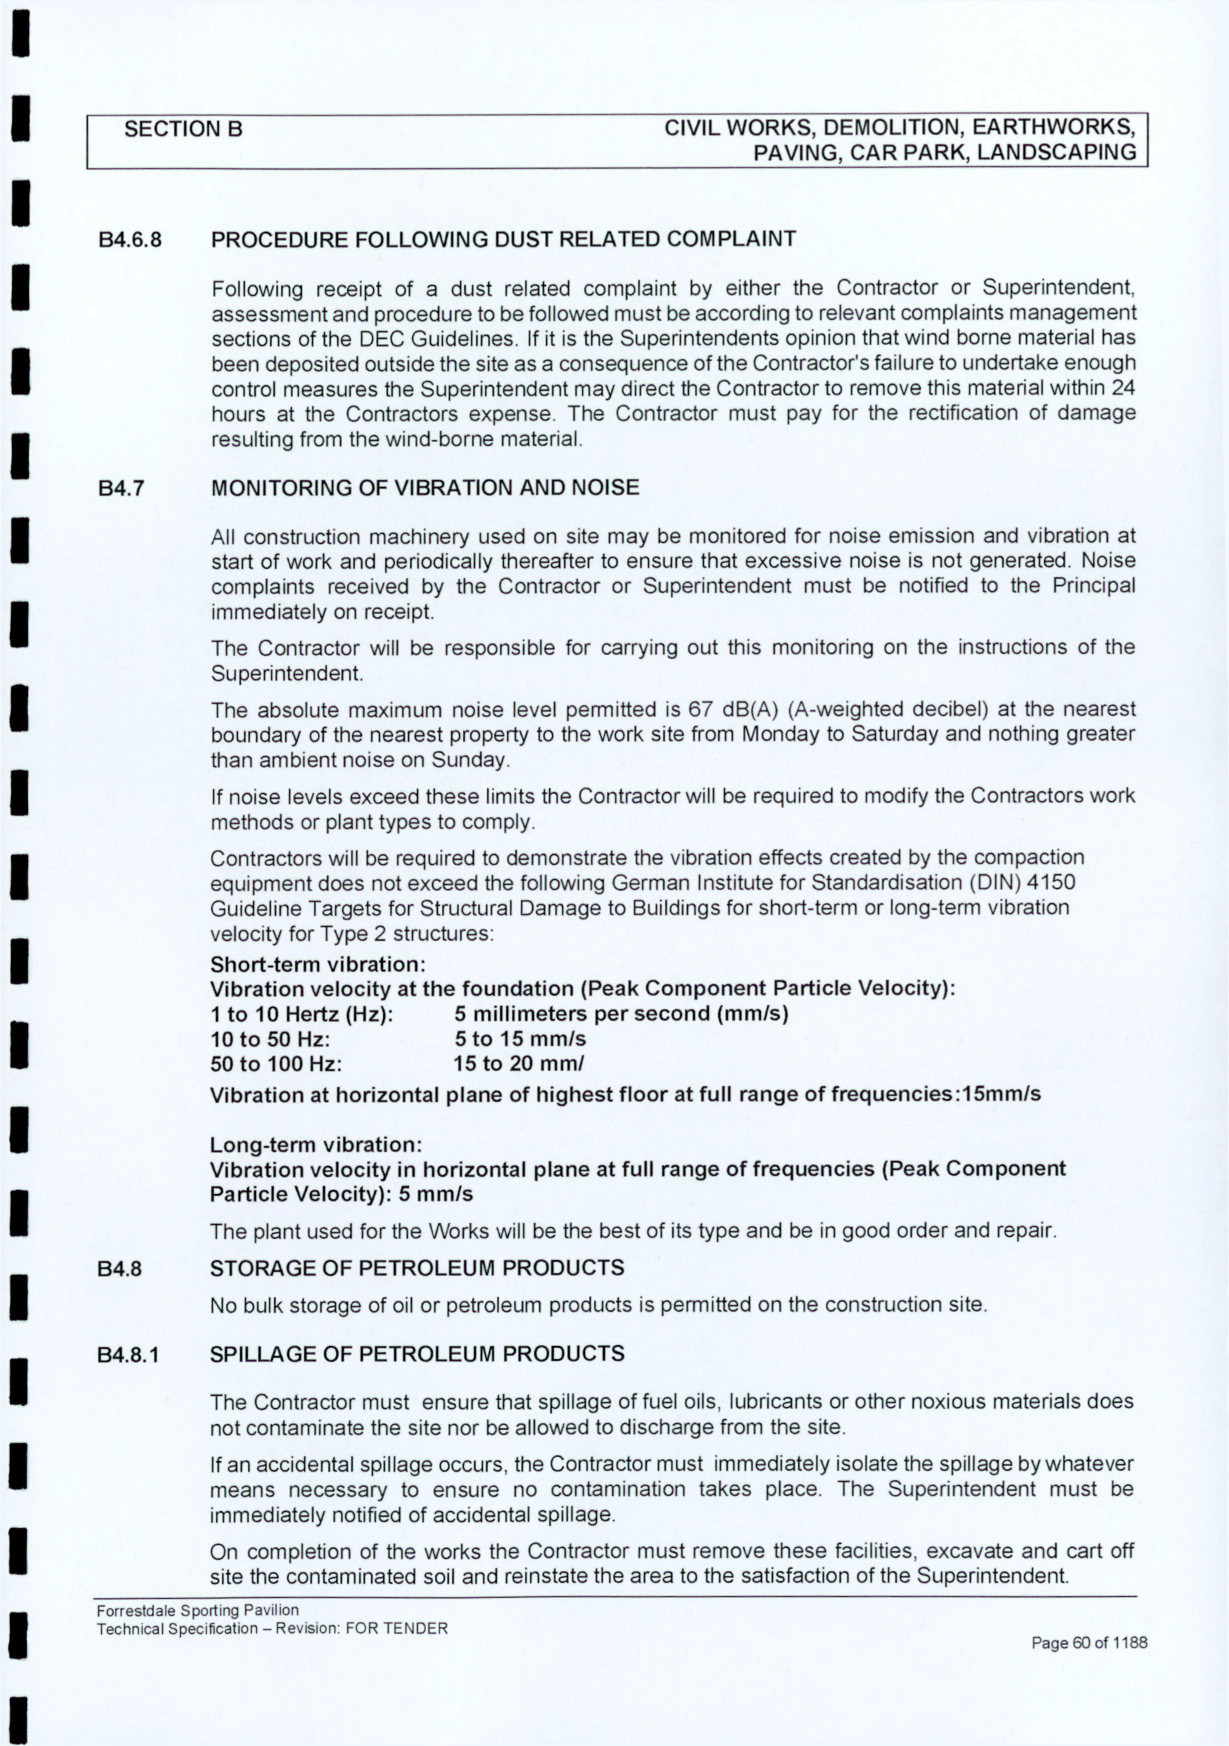 SECTION B
CIVIL WORKS, DEMOLITION, EARTHWORKS,
PAVING, CAR PARK, LANDSCAPING
B4.6.8 PROCEDURE FOLLOWING DUST RELATED COMPLAINT
Following receipt of a dust related complaint by either the Contractor or Superintendent,
assessment and procedure to be followed must be according to relevant complaints management
sections of the DEC Guidelines. If it is the Superintendents opinion that wind borne material has
been deposited outside the site as a consequence of the Contractor's failure to undertake enough
control measures the Superintendent may direct the Contractor to remove this material within 24
hours at the Contractors expense. The Contractor must pay for the rectification of damage
resulting from the wind-borne material.
B4.7 MONITORING OF VIBRATION AND NOISE
All construction machinery used on site may be monitored for noise emission and vibration at
start of work and periodically thereafter to ensure that excessive noise is not generated. Noise
complaints received by the Contractor or Superintendent must be notified to the Principal
immediately on receipt.
The Contractor will be responsible for carrying out this monitoring on the instructions of the
Superintendent.
The absolute maximum noise level permitted is 67 dB(A) (A-weighted decibel) at the nearest
boundary of the nearest property to the work site from Monday to Saturday and nothing greater
than ambient noise on Sunday.
If noise levels exceed these limits the Contractor will be required to modify the Contractors work
methods or plant types to comply.
Contractors will be required to demonstrate the vibration effects created by the compaction
equipment does not exceed the following German Institute for Standardisation (DIN) 4150
Guideline Targets for Structural Damage to Buildings for short-term or long-term vibration
velocity for Type 2 structures:
Short-term vibration:
Vibration velocity at the foundation (Peak Component Particle Velocity):
1 to 10 Hertz (Hz): 5 millimeters per second (mm/s)
10 to 50 Hz: 5 to 15 mm/s
50 to 100 Hz: 15 to 20 mm/
Vibration at horizontal plane of highest floor at full range of frequencies:15mm/s
Long-term vibration:
Vibration velocity in horizontal plane at full range of frequencies (Peak Component
Particle Velocity): 5 mm/s
The plant used for the Works will be the best of its type and be in good order and repair.
B4.8 STORAGE OF PETROLEUM PRODUCTS
No bulk storage of oil or petroleum products is permitted on the construction site.
B4.8.1 SPILLAGE OF PETROLEUM PRODUCTS
The Contractor must ensure that spillage of fuel oils, lubricants or other noxious materials does
not contaminate the site nor be allowed to discharge from the site.
If an accidental spillage occurs, the Contractor must immediately isolate the spillage by whatever
means necessary to ensure no contamination takes place. The Superintendent must be
immediately notified of accidental spillage.
On completion of the works the Contractor must remove these facilities, excavate and cart off
site the contaminated soil and reinstate the area to the satisfaction of the Superintendent.
Forrestdale Sporting Pavilion
Technical Specification – Revision: FOR TENDER
Page 60 of 1188